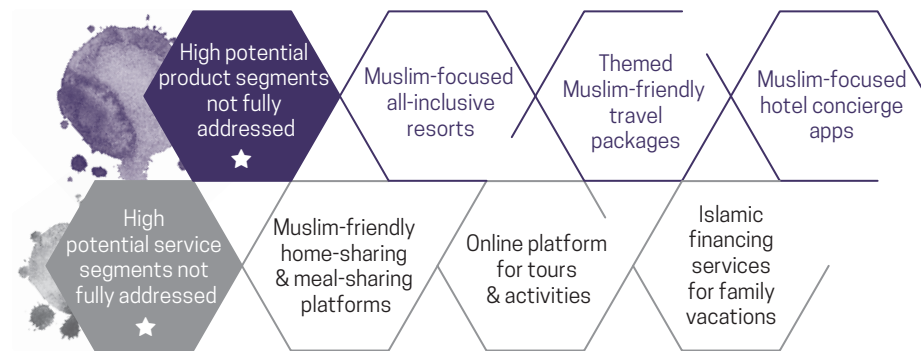 High potential
product segments
not fully
addressed
Muslim-focused
all-inclusive
resorts
Themed
Muslim-friendly
travel
packages
Muslim-focused
hotel concierge
apps
High
potential service
segments not
fully addressed
Muslim-friendly
home-sharing
& meal-sharing
platforms
Online platform
for tours
& activities
Islamic
financing
services
for family
vacations